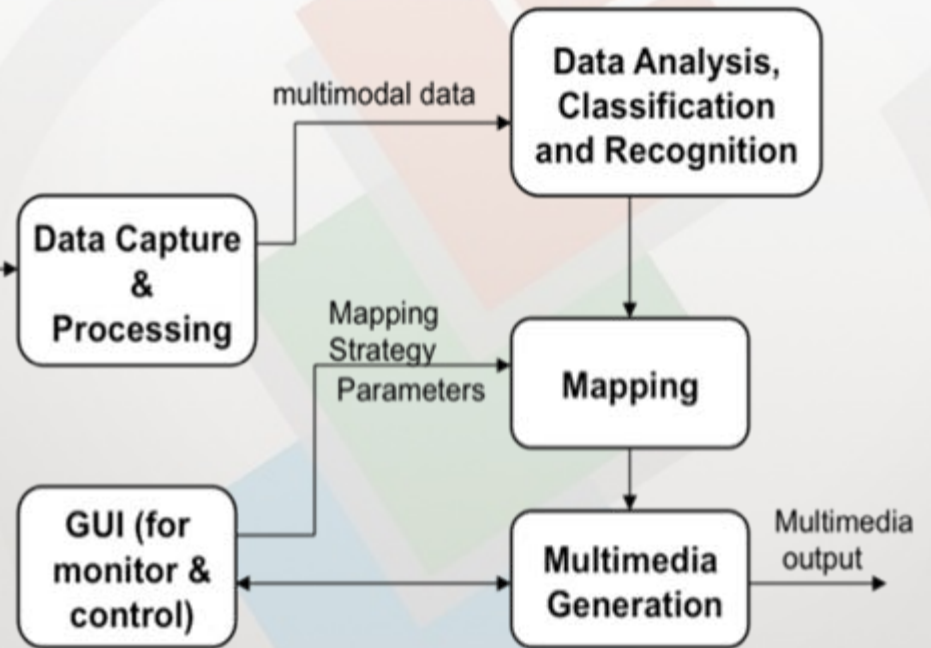 Data Analysis,
Classification
and Recognition
multimodal data
Data Capture
&
Processing
Mapping
Strategy
Parameters
Mapping
GUI (for
monitor &
control)
Multimedia
Generation
Multimedia
output